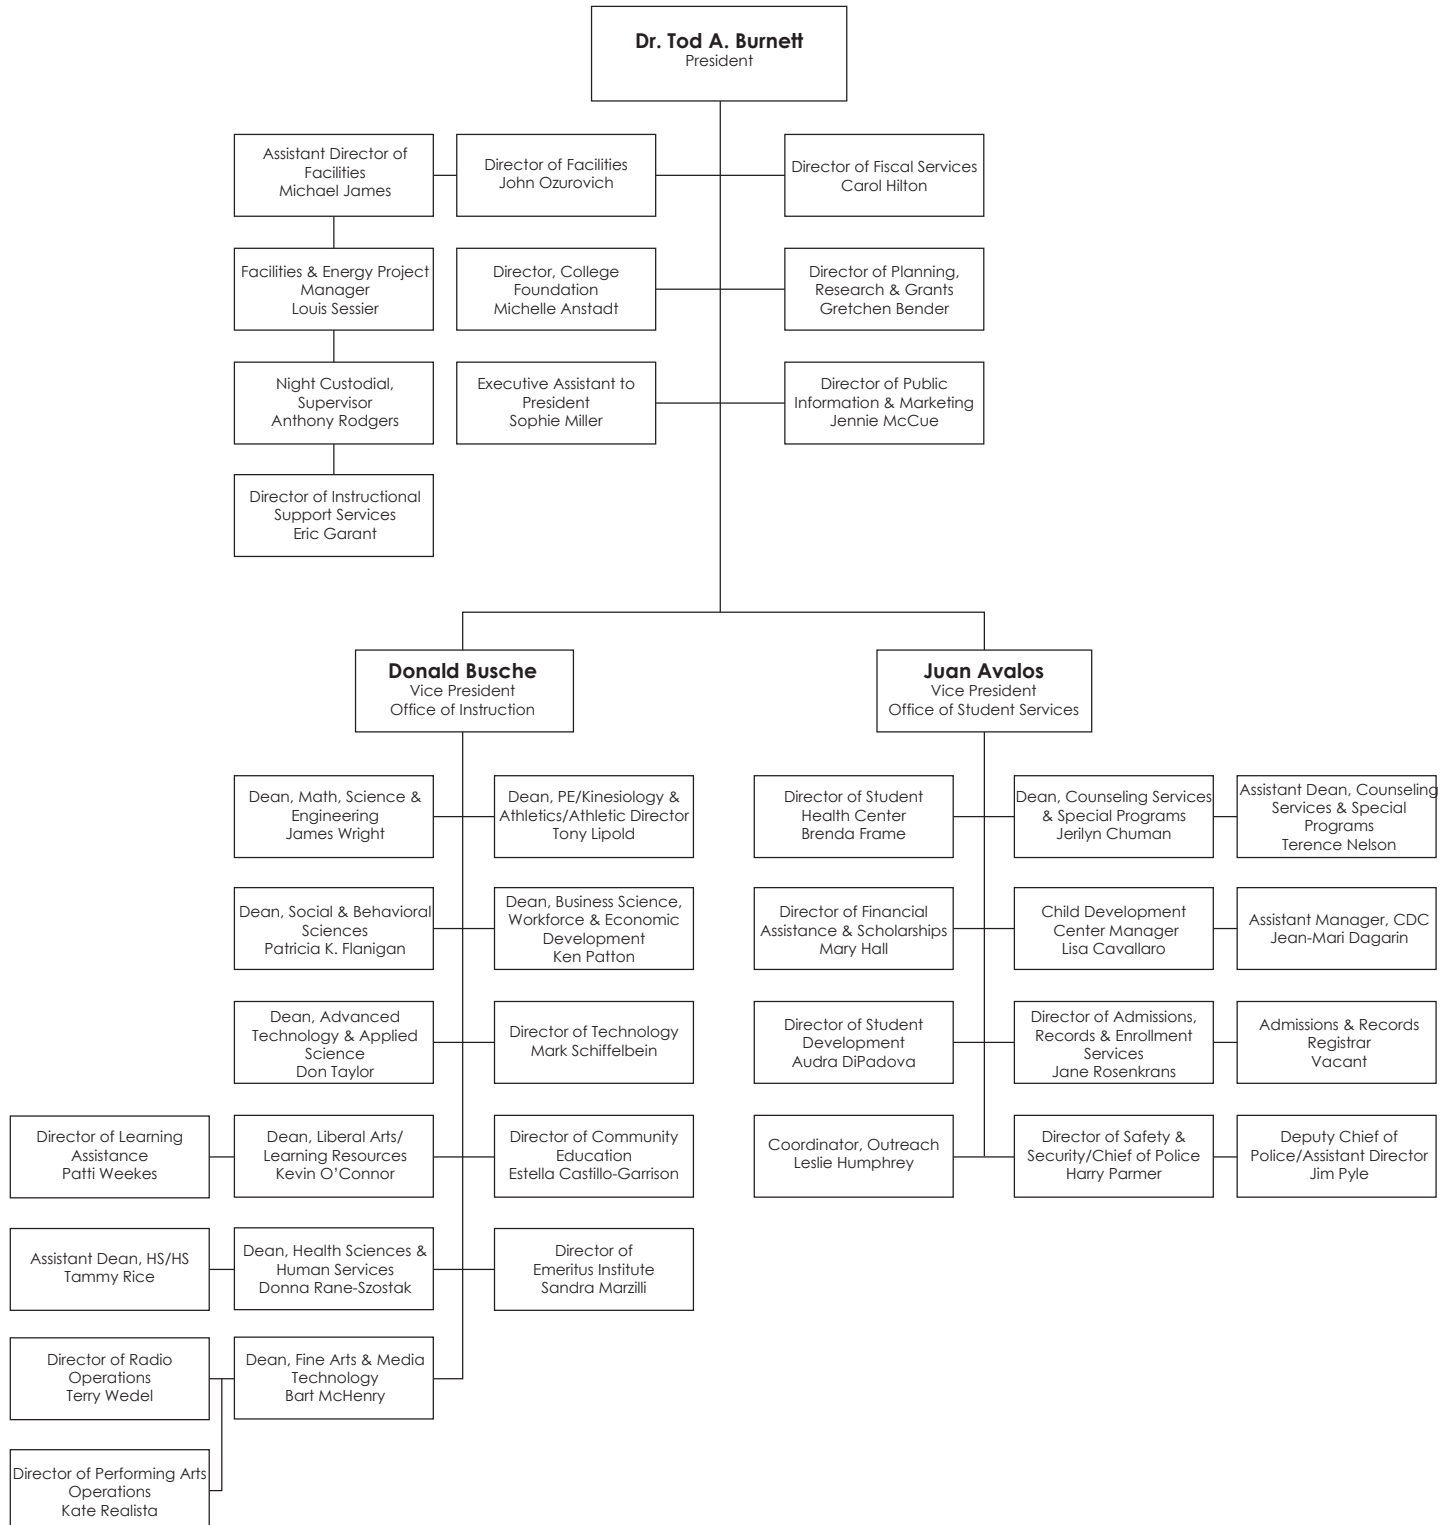 Dr. Tod A. Burnett
President
Assistant Director of
Facilities
Michael James
Director of Facilities
John Ozurovich
Director of Fiscal Services
Carol Hilton
Facilities & Energy Project
Manager
Louis Sessier
Director, College
Foundation
Michelle Anstadt
Director of Planning,
Research & Grants
Gretchen Bender
Night Custodial,
Supervisor
Anthony Rodgers
Executive Assistant to
President
Sophie Miller
Director of Public
Information & Marketing
Jennie McCue
Director of Instructional
Support Services
Eric Garant
Donald Busche
Vice President
Office of Instruction
Juan Avalos
Vice President
Office of Student Services
Dean, Math, Science &
Engineering
James Wright
Dean, PE/Kinesiology &
Athletics/Athletic Director
Tony Lipold
Director of Student
Health Center
Brenda Frame
Dean, Counseling Services
& Special Programs
Jerilyn Chuman
Assistant Dean, Counseling
Services & Special
Programs
Terence Nelson
Dean, Social & Behavioral
Sciences
Patricia K. Flanigan
Dean, Business Science,
Workforce & Economic
Development
Ken Patton
Director of Financial
Assistance & Scholarships
Mary Hall
Child Development
Center Manager
Lisa Cavallaro
Assistant Manager, CDC
Jean-Mari Dagarin
Dean, Advanced
Technology & Applied
Science
Don Taylor
Director of Technology
Mark Schiffelbein
Director of Student
Development
Audra DiPadova
Director of Admissions,
Records & Enrollment
Services
Jane Rosenkrans
Admissions & Records
Registrar
Vacant
Director of Learning
Assistance
Patti Weekes
Dean, Liberal Arts/
Learning Resources
Kevin O'Connor
Director of Community
Education
Estella Castillo-Garrison
Coordinator, Outreach
Leslie Humphrey
Director of Safety &
Security/Chief of Police
Harry Parmer
Deputy Chief of
Police/Assistant Director
Jim Pyle
Assistant Dean, HS/HS
Tammy Rice
Dean, Health Sciences &
Human Services
Donna Rane-Szostak
Director of
Emeritus Institute
Sandra Marzilli
Director of Radio
Operations
Terry Wedel
Dean, Fine Arts & Media
Technology
Bart McHenry
Director of Performing Arts
Operations
Kate Realista